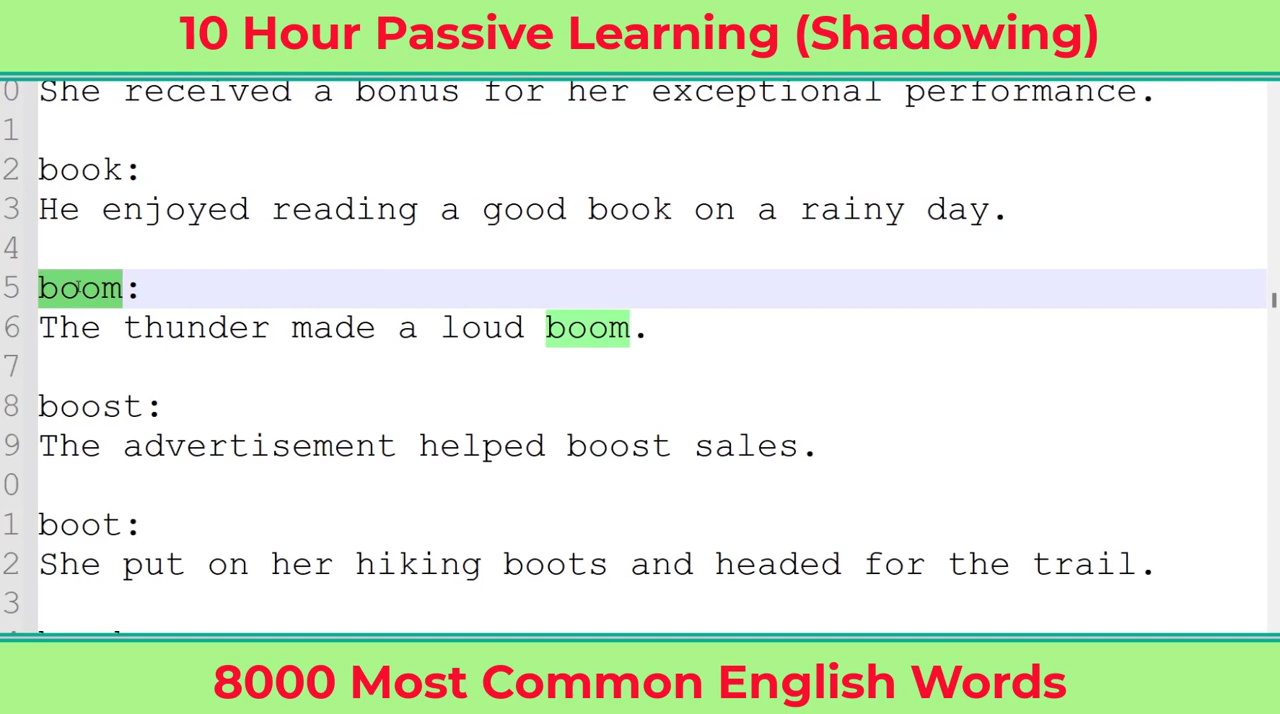 10 Hour Passive Learning (Shadowing)
0 She received a bonus for her exceptional performance.
1
2 book:
3 He enjoyed reading a good book on a rainy day.
4
5 boom:
6 The thunder made a loud boom.
7
8 boost:
9 The advertisement helped boost sales.
0
1 boot:
2 She put on her hiking boots and headed for the trail.
3
8000 Most Common English Words